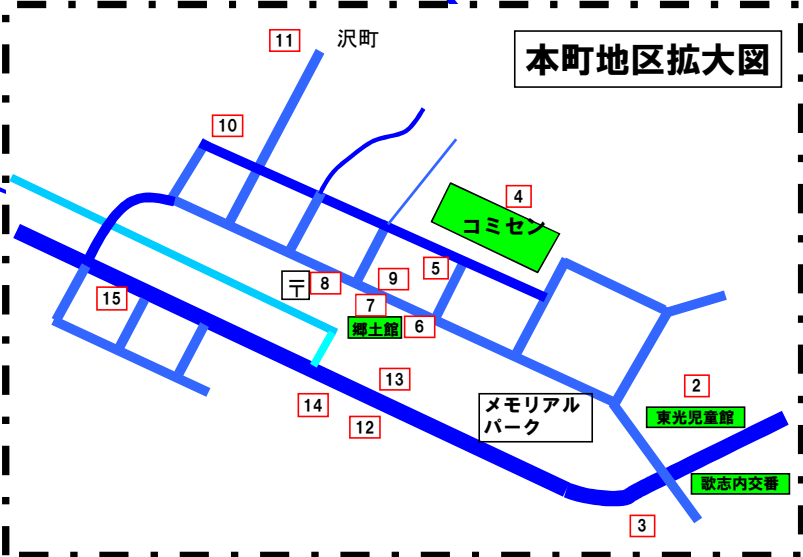 本町地区拡大図
沢町
11
10
4
コミセン
5
9
8
〒
7
6
郷土館
15
13
14
12
メモリアル
パーク
2
東光児童館
歌志内交番
3